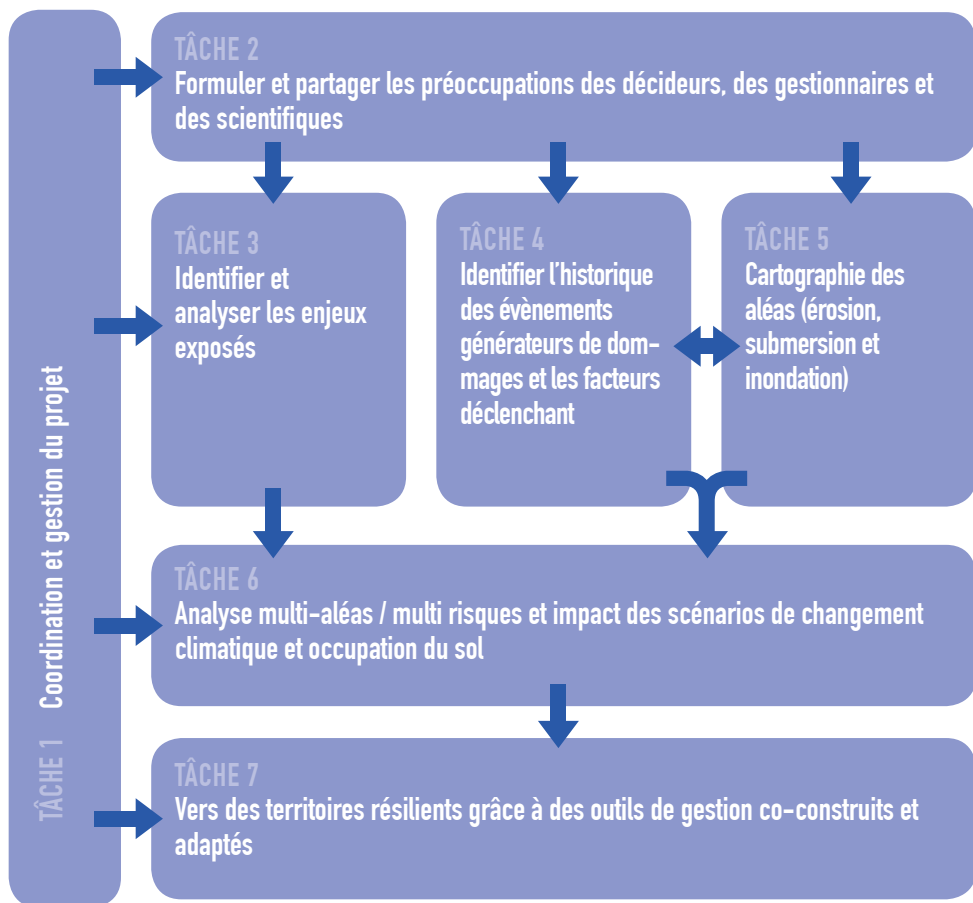 TÂCHE 1 Coordination et gestion du projet
TÂCHE 2
Formuler et partager les préoccupations des décideurs, des gestionnaires et
des scientifiques
TÂCHE 3
Identifier et
analyser les enjeux
exposés
TÂCHE 4
Identifier l’historique
des évènements
générateurs de dom-
mages et les facteurs
déclenchant
TÂCHE 5
Cartographie des
aléas (érosion,
submersion et
inondation)
TÂCHE 6
Analyse multi-aléas / multi risques et impact des scénarios de changement
climatique et occupation du sol
TÂCHE 7
Vers des territoires résilients grâce à des outils de gestion co-construits et
adaptés